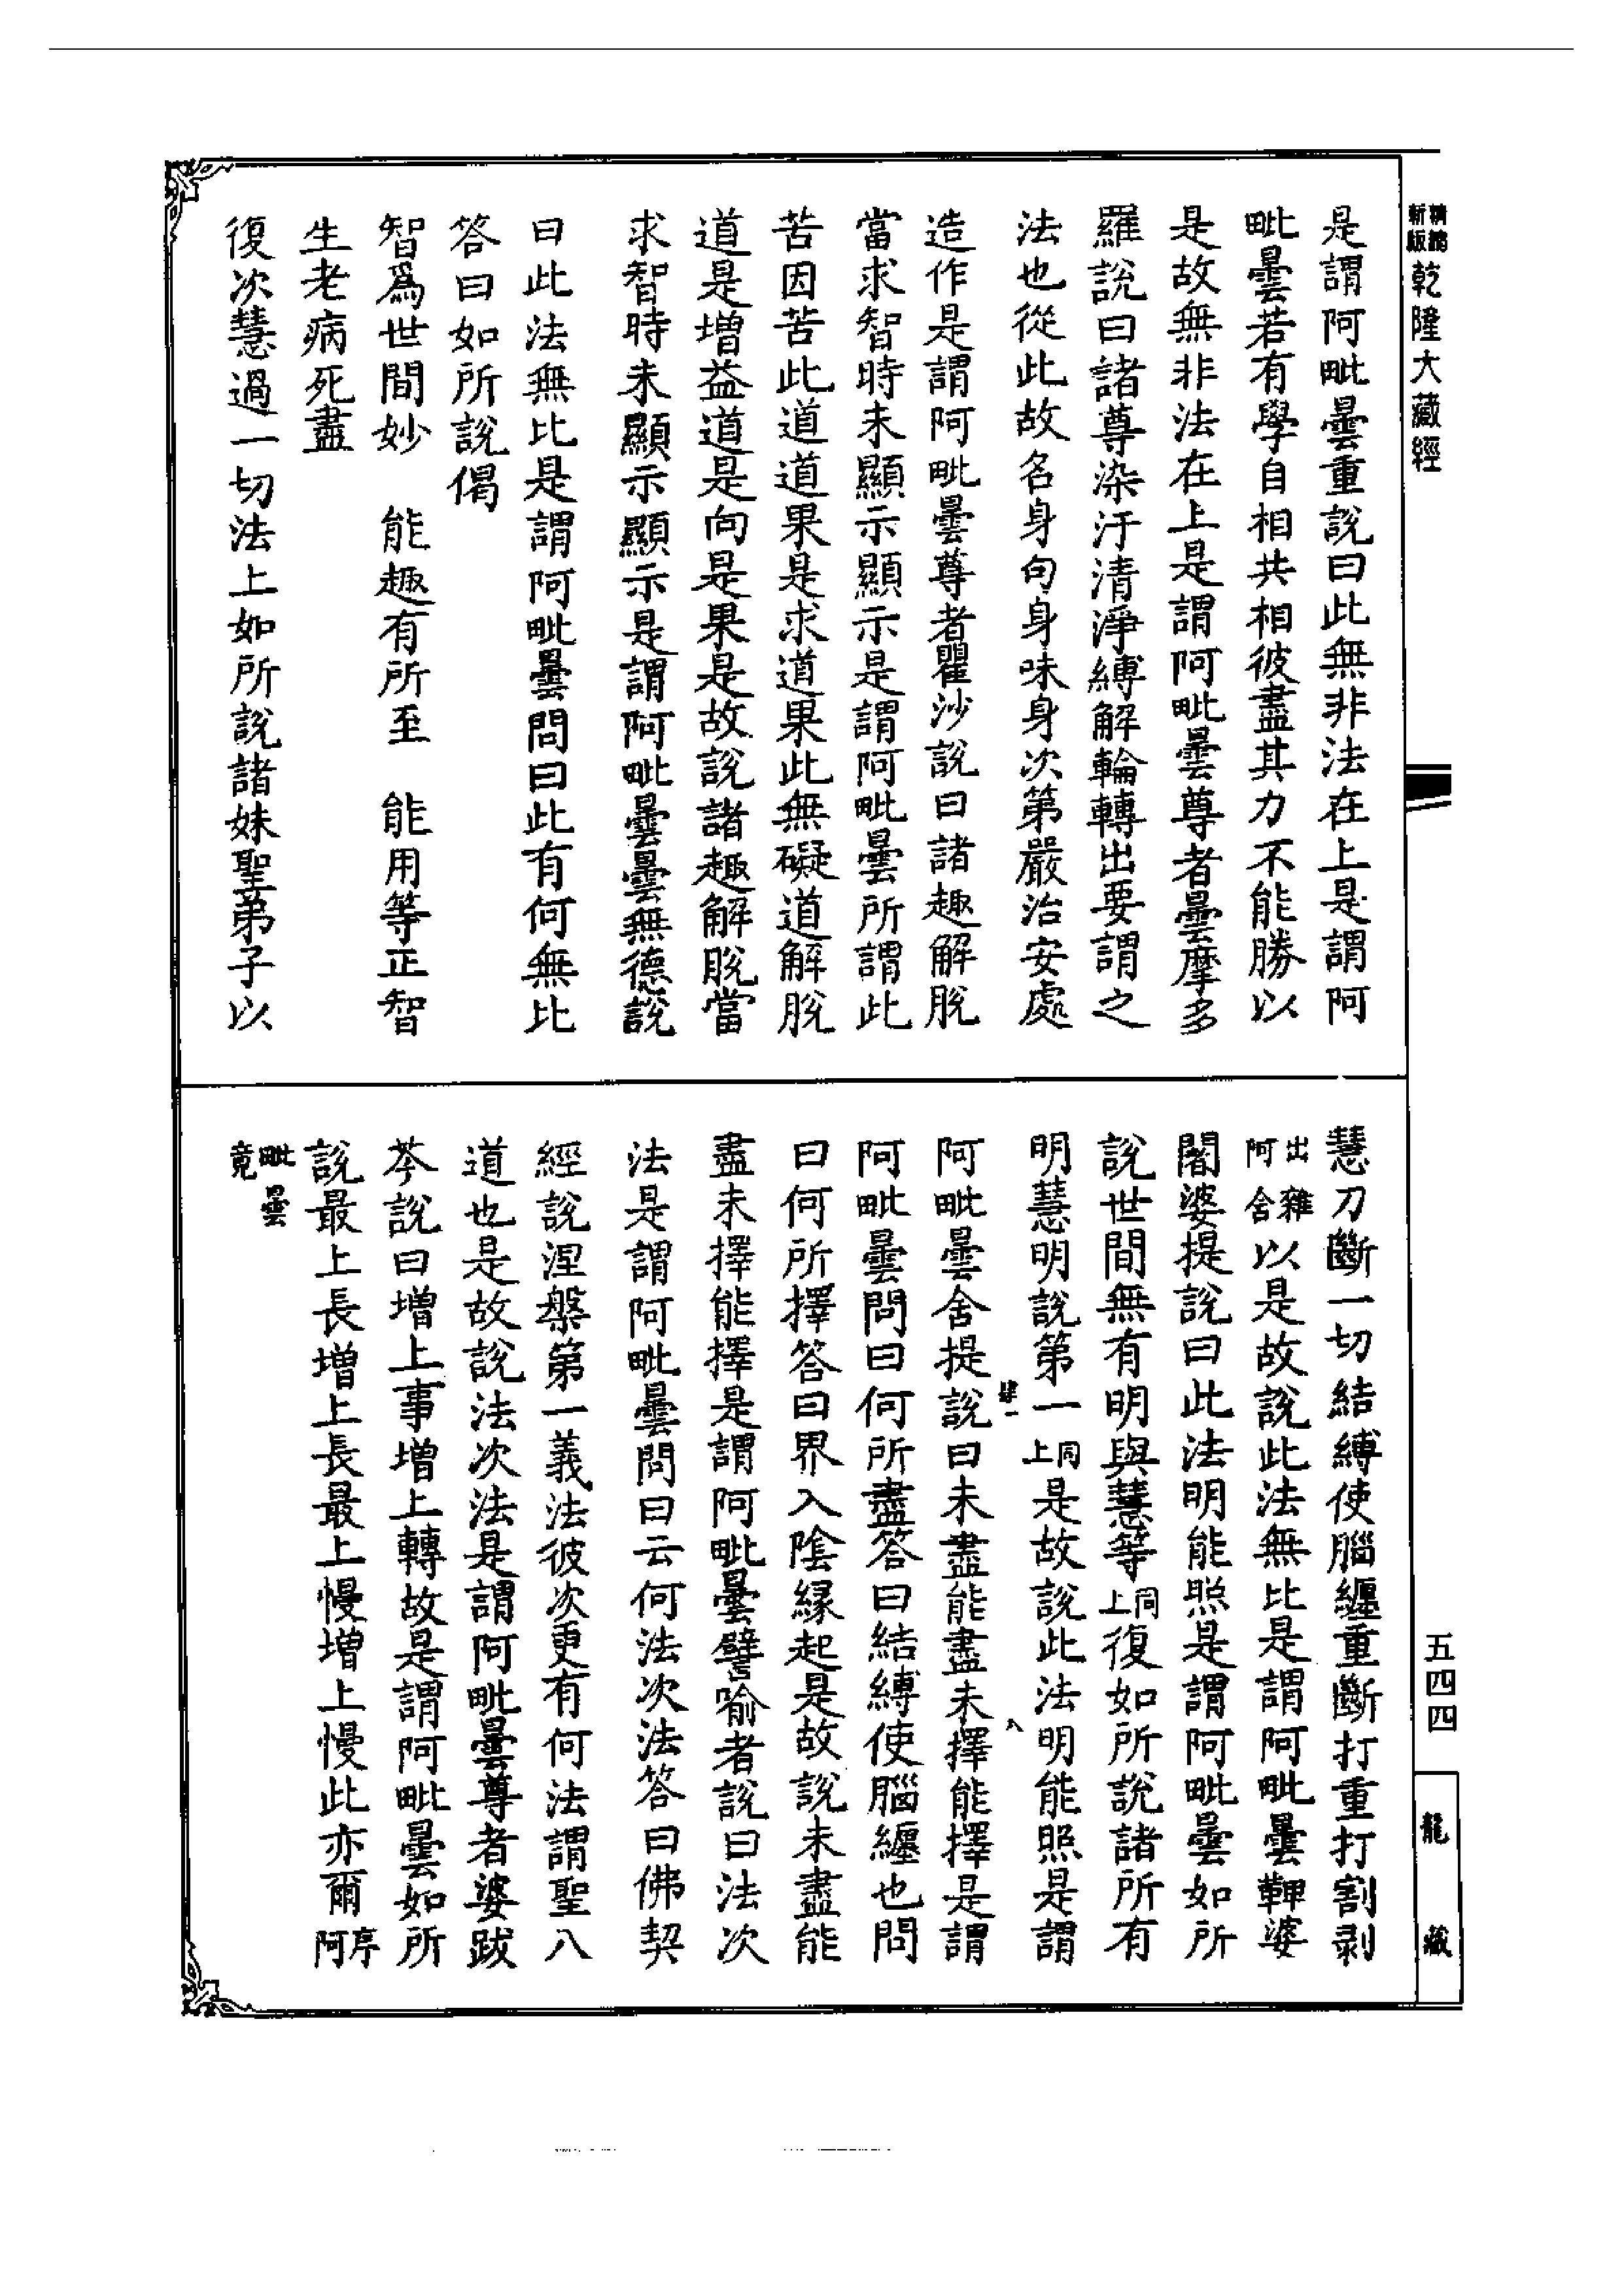 精繕新版乾隆大藏經
是謂阿毗曇重說曰此無非法在上是謂阿
毗曇若有學自相共相彼盡其力不能勝以
是故無非法在上是謂阿毗曇尊者曇摩多
羅說曰諸尊染汙清淨縛解輪轉出要謂之
法也從此故名身句身味身次第嚴治安處
造作是謂阿毗曇尊者瞿沙說曰諸趣解脫
當求智時未顯示顯示是謂阿毗曇所謂此
苦因苦此道道果是求道果此無礙道解脫
道是增益道是向是果是故說諸趣解脫當
求智時未顯示顯示是謂阿毗曇曇無德說
曰此法無比是謂阿毗曇問曰此有何無比
答曰如所說偈
智爲世間妙　能趣有所至　能用等正智
生老病死盡
復次慧過一切法上如所說諸妹聖弟子以
慧刀斷一切結縛使腦纏重斷打重打割剥
出雜阿舍以是故說此法無比是謂阿毗曇鞞婆
闍婆提說曰此法明能照是謂阿毗曇如所
說世間無有明與慧等同上復如所說諸所有
明慧明說第一同上是故說此法明能照是謂
肆一　八
阿毗曇舍提說曰未盡能盡未擇能擇是謂
阿毗曇問曰何所盡答曰結縛使腦纏也問
曰何所擇答曰界入陰緣起是故說未盡能
盡未擇能擇是謂阿毗曇譬喻者說曰法次
法是謂阿毗曇問曰云何法次法答曰佛契
經說涅槃第一義法彼次更有何法謂聖八
道也是故說法次法是謂阿毗曇尊者婆跋
芩說曰增上事增上轉故是謂阿毗曇如所
說最上長增上長最上慢增上慢此亦爾序阿
毗曇竟
五四四
龍藏